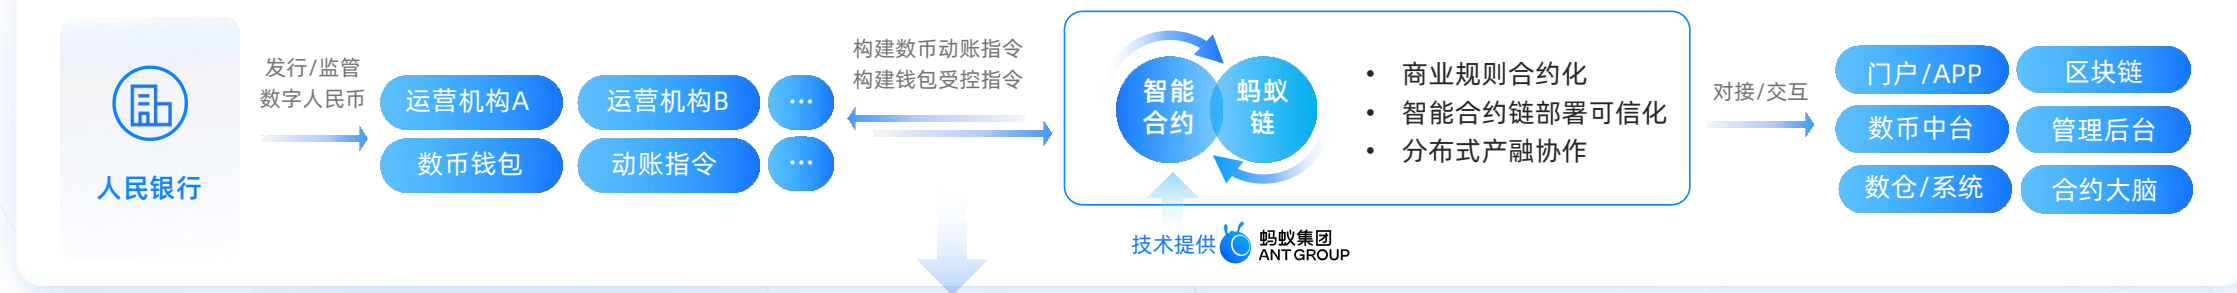 人民银行
发行/监管
数字人民币
运营机构A
运营机构B
...
数币钱包
动账指令
...
构建数币动账指令
构建钱包受控指令
智能
合约
蚂蚁
链
• 商业规则合约化
• 智能合约链部署可信化
• 分布式产融协作
技术提供
蚂蚁集团
ANT GROUP
对接/交互
门户/APP
区块链
数币中台
管理后台
数仓/系统
合约大脑